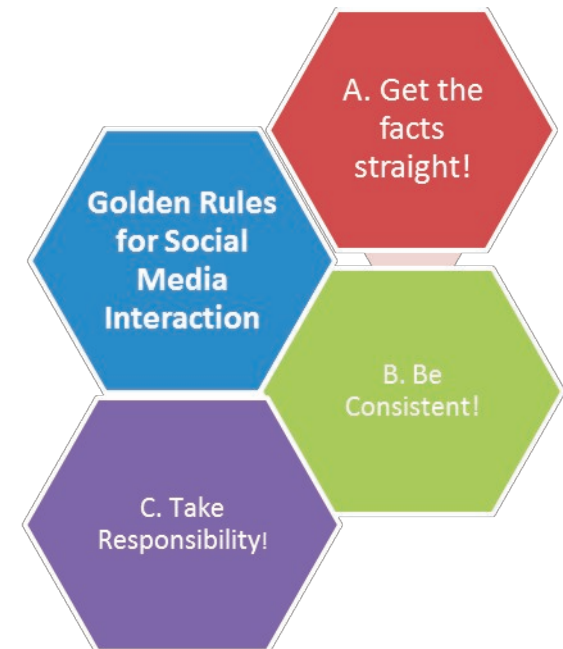 Golden Rules
for Social
Media
Interaction
A. Get the
facts
straight!
B. Be
Consistent!
C. Take
Responsibility!